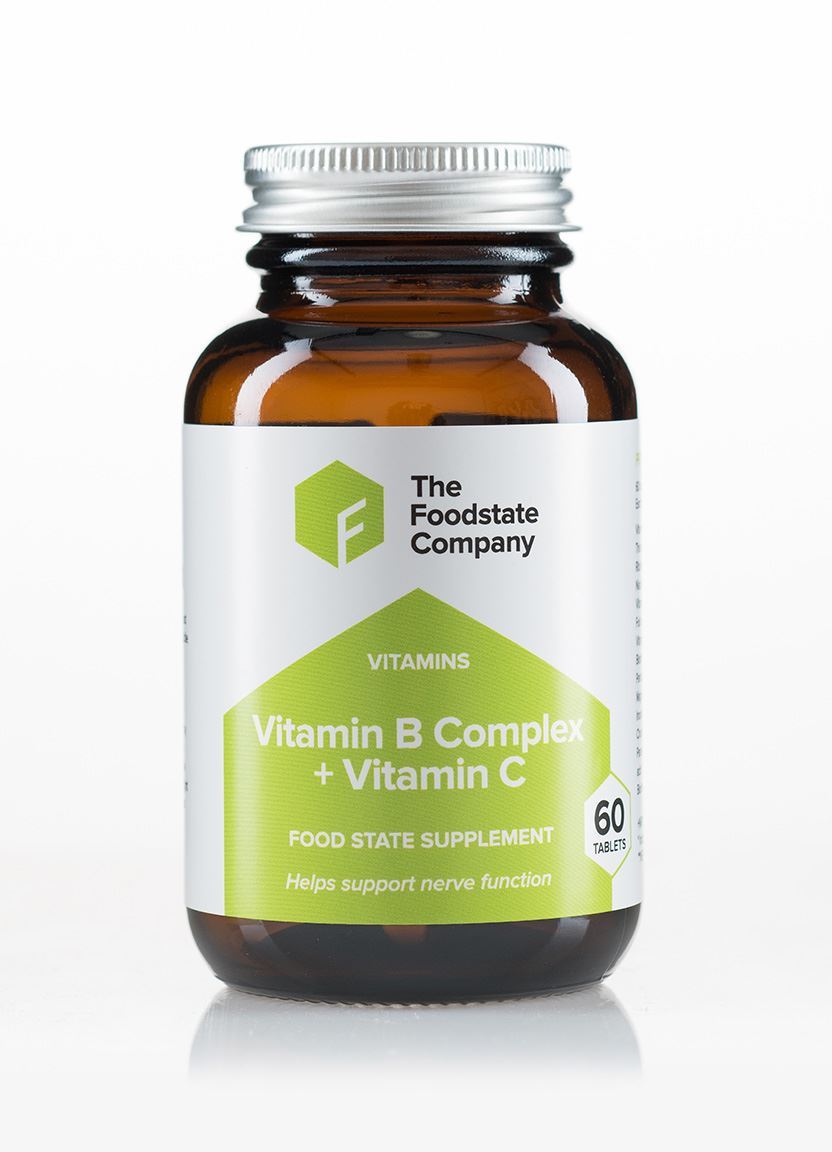 The
Foodstate
Company
VITAMINS
Vitamin B Complex
+ Vitamin C
FOOD STATE SUPPLEMENT
Helps support nerve function
60
TABLETS